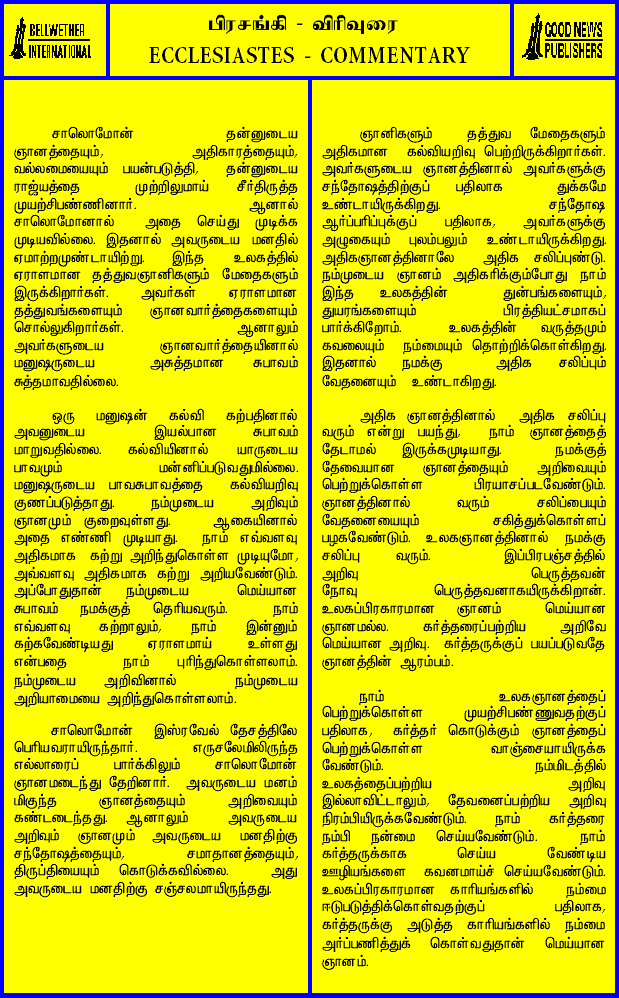 BELLWETHER
INTERNATIONAL
பிரசங்கி - விரிவுரை
ECCLESIASTES - COMMENTARY
GOOD NEWS
PUBLISHERS
சாலொமோன் தன்னுடைய
ஞானத்தையும், அதிகாரத்தையும்,
வல்லமையையும் பயன்படுத்தி, தன்னுடைய
ராஜ்யத்தை முற்றிலுமாய் சீர்திருத்த
முயற்சிபண்ணினார். ஆனால்
சாலொமோனால் அதை செய்து முடிக்க
முடியவில்லை. இதனால் அவருடைய மனதில்
ஏமாற்றமுண்டாயிற்று. இந்த உலகத்தில்
ஏராளமான தத்துவஞானிகளும் மேதைகளும்
இருக்கிறார்கள். அவர்கள் ஏராளமான
தத்துவங்களையும் ஞானவார்த்தைகளையும்
சொல்லுகிறார்கள். ஆனாலும்
அவர்களுடைய ஞானவார்த்தையினால்
மனுஷருடைய அசுத்தமான சுபாவம்
சுத்தமாவதில்லை.
ஒரு மனுஷன் கல்வி கற்பதினால்
அவனுடைய இயல்பான சுபாவம்
மாறுவதில்லை. கல்வியினால் யாருடைய
பாவமும் மன்னிப்படுவதுமில்லை.
மனுஷருடைய பாவசுபாவத்தை கல்வியறிவு
குணப்படுத்தாது. நம்முடைய அறிவும்
ஞானமும் குறைவுள்ளது. ஆகையினால்
அதை எண்ணி முடியாது. நாம் எவ்வளவு
அதிகமாக கற்று அறிந்துகொள்ள முடியுமோ,
அவ்வளவு அதிகமாக கற்று அறியவேண்டும்.
அப்போதுதான் நம்முடைய மெய்யான
சுபாவம் நமக்குத் தெரியவரும். நாம்
எவ்வளவு கற்றாலும், நாம் இன்னும்
கற்கவேண்டியது ஏராளமாய் உள்ளது
என்பதை நாம் புரிந்துகொள்ளலாம்.
நம்முடைய அறிவினால் நம்முடைய
அறியாமையை அறிந்துகொள்ளலாம்.
சாலொமோன் இஸ்ரவேல் தேசத்திலே
பெரியவராயிருந்தார். எருசலேமிலிருந்த
எல்லாரைப் பார்க்கிலும் சாலொமோன்
ஞானமடைந்து தேறினார். அவருடைய மனம்
மிகுந்த ஞானத்தையும் அறிவையும்
கண்டடைந்தது. ஆனாலும் அவருடைய
அறிவும் ஞானமும் அவருடைய மனதிற்கு
சந்தோஷத்தையும், சமாதானத்தையும்,
திருப்தியையும் கொடுக்கவில்லை. அது
அவருடைய மனதிற்கு சஞ்சலமாயிருந்தது.
ஞானிகளும் தத்துவ மேதைகளும்
அதிகமான கல்வியறிவு பெற்றிருக்கிறார்கள்.
அவர்களுடைய ஞானத்தினால் அவர்களுக்கு
சந்தோஷத்திற்குப் பதிலாக துக்கமே
உண்டாயிருக்கிறது. சந்தோஷ
ஆர்ப்பரிப்புக்குப் பதிலாக, அவர்களுக்கு
அழுகையும் புலம்பலும் உண்டாயிருக்கிறது.
அதிகஞானத்தினாலே அதிக சலிப்புண்டு.
நம்முடைய ஞானம் அதிகரிக்கும்போது நாம்
இந்த உலகத்தின் துன்பங்களையும்,
துயரங்களையும் பிரத்தியட்சமாகப்
பார்க்கிறோம். உலகத்தின் வருத்தமும்
கவலையும் நம்மையும் தொற்றிக்கொள்கிறது.
இதனால் நமக்கு அதிக சலிப்பும்
வேதனையும் உண்டாகிறது.
அதிக ஞானத்தினால் அதிக சலிப்பு
வரும் என்று பயந்து, நாம் ஞானத்தைத்
தேடாமல் இருக்கமுடியாது. நமக்குத்
தேவையான ஞானத்தையும் அறிவையும்
பெற்றுக்கொள்ள பிரயாசப்படவேண்டும்.
ஞானத்தினால் வரும் சலிப்பையும்
வேதனையையும் சகித்துக்கொள்ளப்
பழகவேண்டும். உலகஞானத்தினால் நமக்கு
சலிப்பு வரும். இப்பிரபஞ்சத்தில்
அறிவு பெருத்தவன்
நோவு பெருத்தவனாகயிருக்கிறான்.
உலகப்பிரகாரமான ஞானம் மெய்யான
ஞானமல்ல. கர்த்தரைப்பற்றிய அறிவே
மெய்யான அறிவு. கர்த்தருக்குப் பயப்படுவதே
ஞானத்தின் ஆரம்பம்.
நாம் உலகஞானத்தைப்
பெற்றுக்கொள்ள முயற்சிபண்ணுவதற்குப்
பதிலாக, கர்த்தர் கொடுக்கும் ஞானத்தைப்
பெற்றுக்கொள்ள வாஞ்சையாயிருக்க
வேண்டும். நம்மிடத்தில்
உலகத்தைப்பற்றிய அறிவு
இல்லாவிட்டாலும், தேவனைப்பற்றிய அறிவு
நிரம்பியிருக்கவேண்டும். நாம் கர்த்தரை
நம்பி நன்மை செய்யவேண்டும். நாம்
கர்த்தருக்காக செய்ய வேண்டிய
ஊழியங்களை கவனமாய்ச் செய்யவேண்டும்.
உலகப்பிரகாரமான காரியங்களில் நம்மை
ஈடுபடுத்திக்கொள்வதற்குப் பதிலாக,
கர்த்தருக்கு அடுத்த காரியங்களில் நம்மை
அர்ப்பணித்துக் கொள்வதுதான் மெய்யான
ஞானம்.